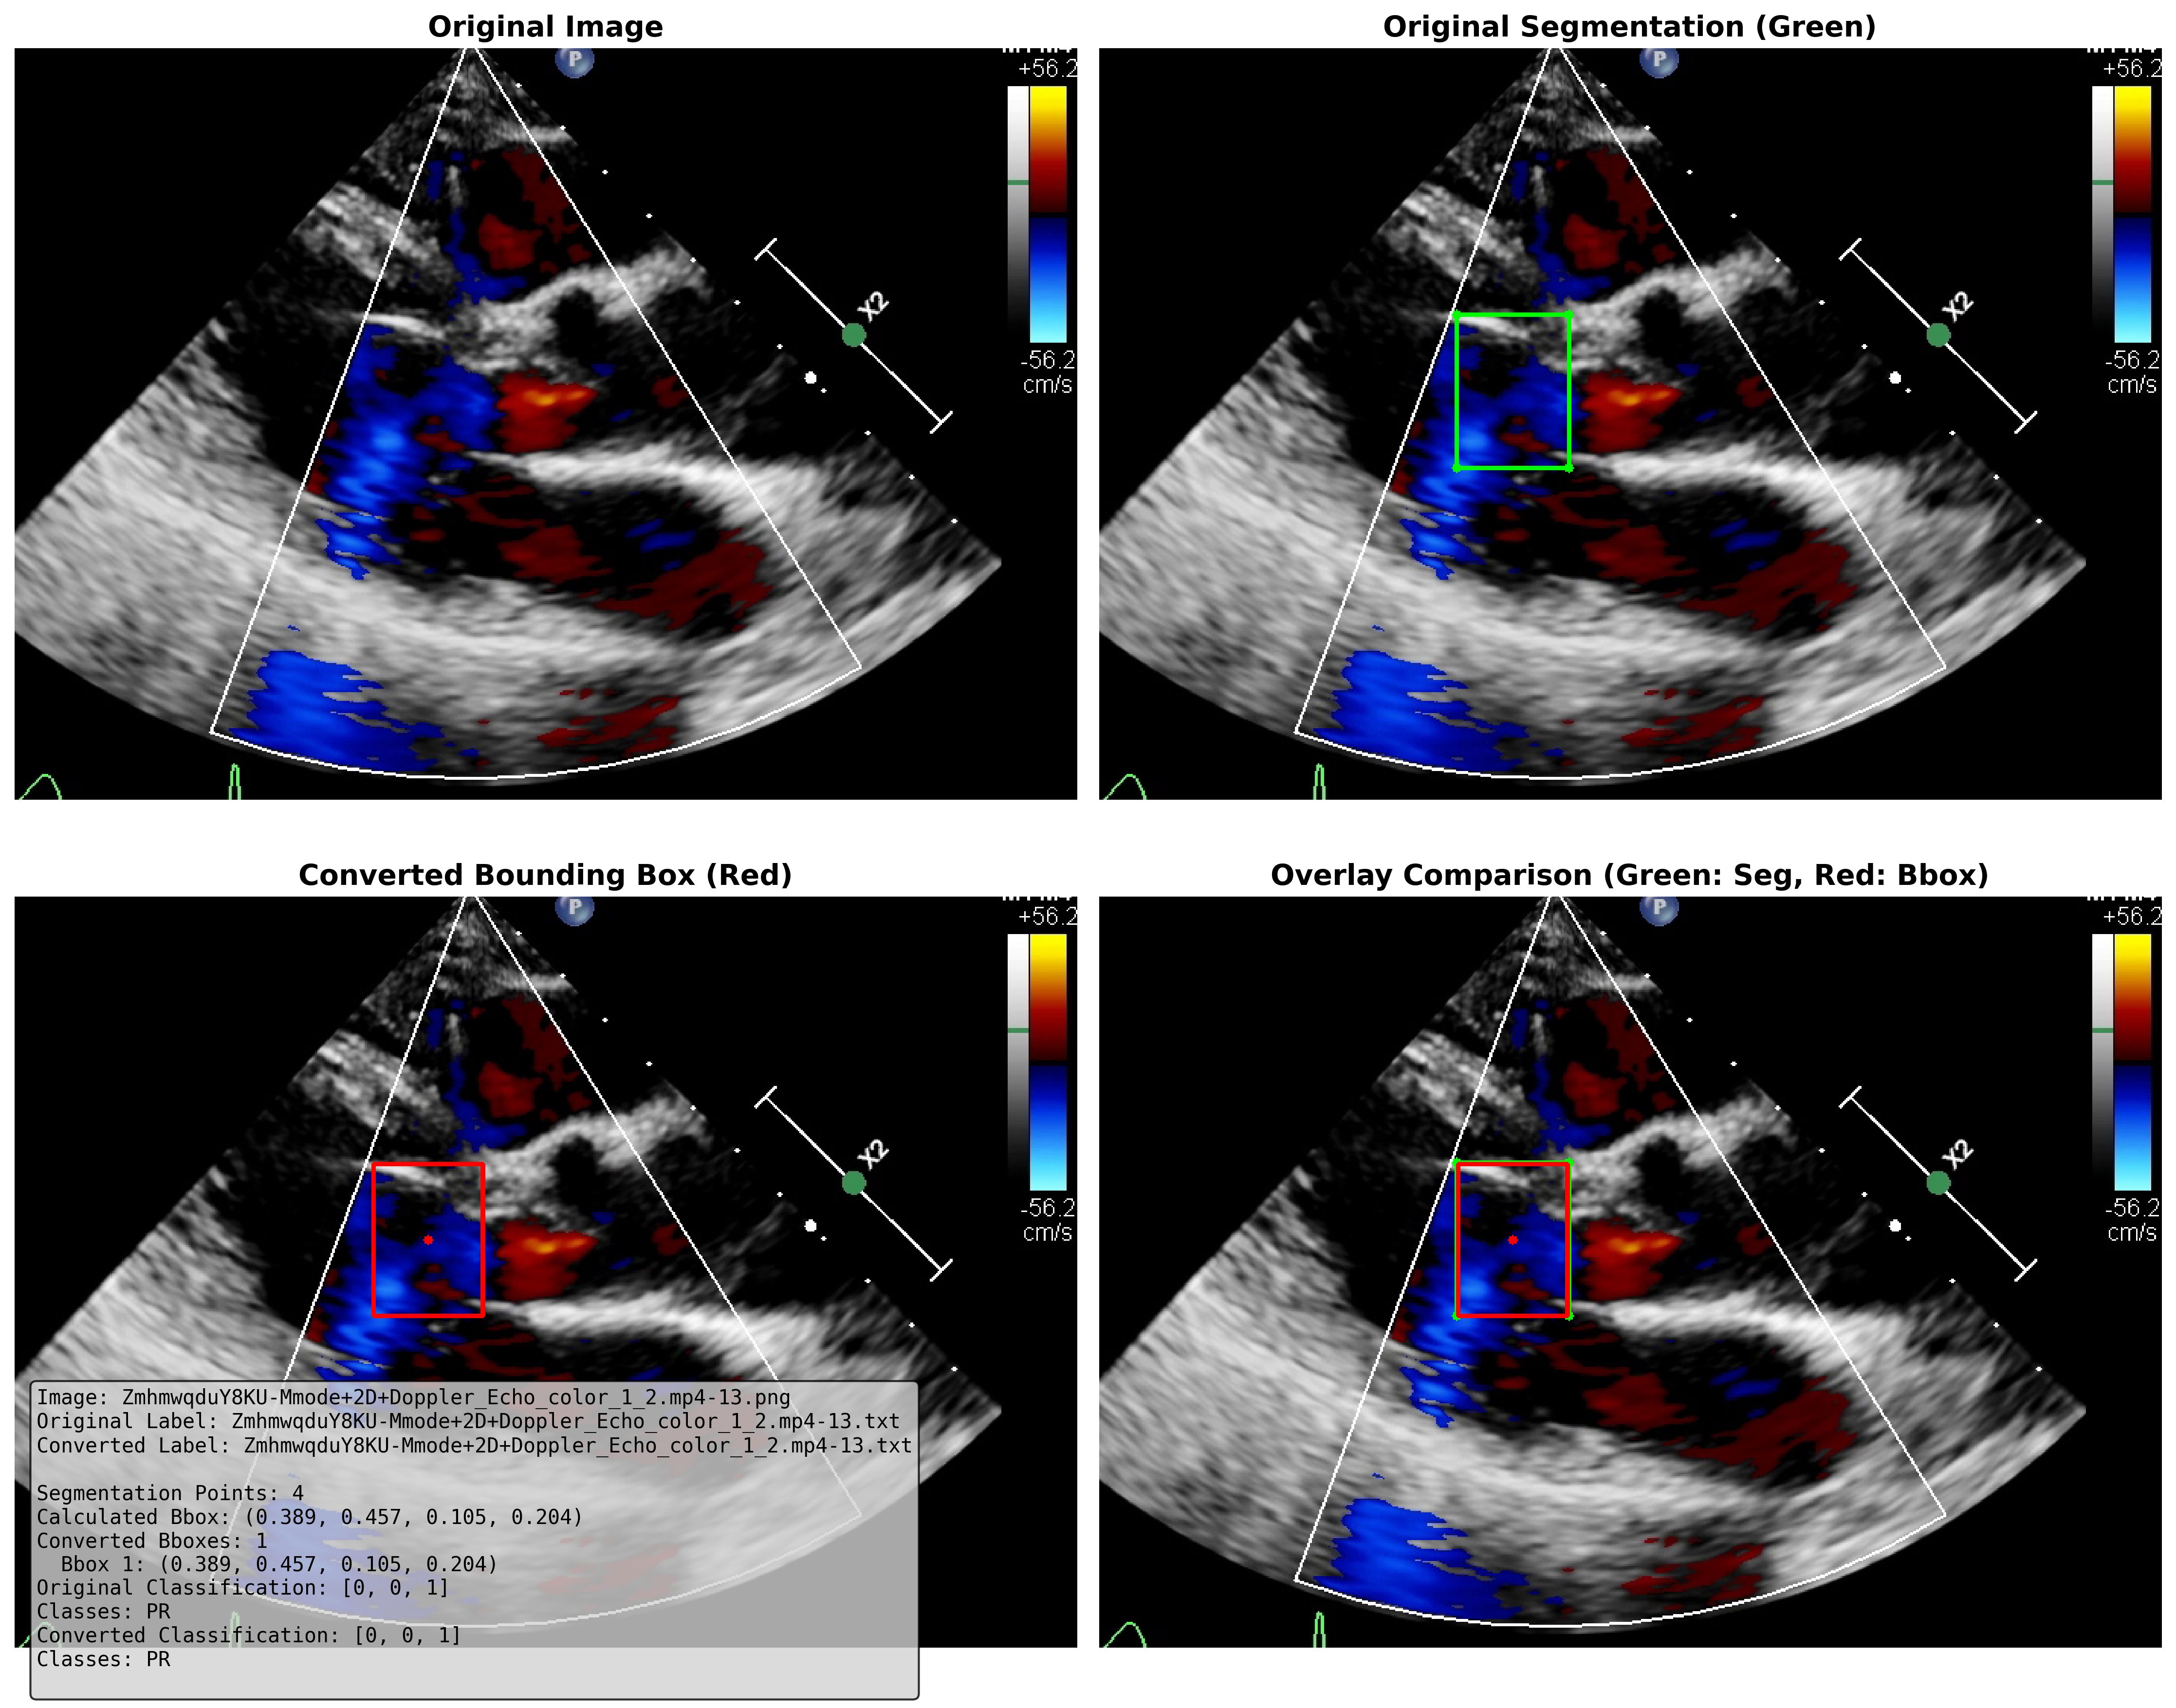 Original Image
Original Segmentation (Green)
P
+56.2
X2
-56.2
cm/s
P
+56.2
X2
-56.2
cm/s
Converted Bounding Box (Red)
Overlay Comparison (Green: Seg, Red: Bbox)
P
+56.2
X2
-56.2
cm/s
P
+56.2
X2
-56.2
cm/s
Image: ZmhmwqduY8KU-Mmode+2D+Doppler_Echo_color_1_2.mp4-13.png
Original Label: ZmhmwqduY8KU-Mmode+2D+Doppler_Echo_color_1_2.mp4-13.txt
Converted Label: ZmhmwqduY8KU-Mmode+2D+Doppler_Echo_color_1_2.mp4-13.txt
Segmentation Points: 4
Calculated Bbox: (0.389, 0.457, 0.105, 0.204)
Converted Bboxes: 1
Bbox 1: (0.389, 0.457, 0.105, 0.204)
Original Classification: [0, 0, 1]
Classes: PR
Converted Classification: [0, 0, 1]
Classes: PR